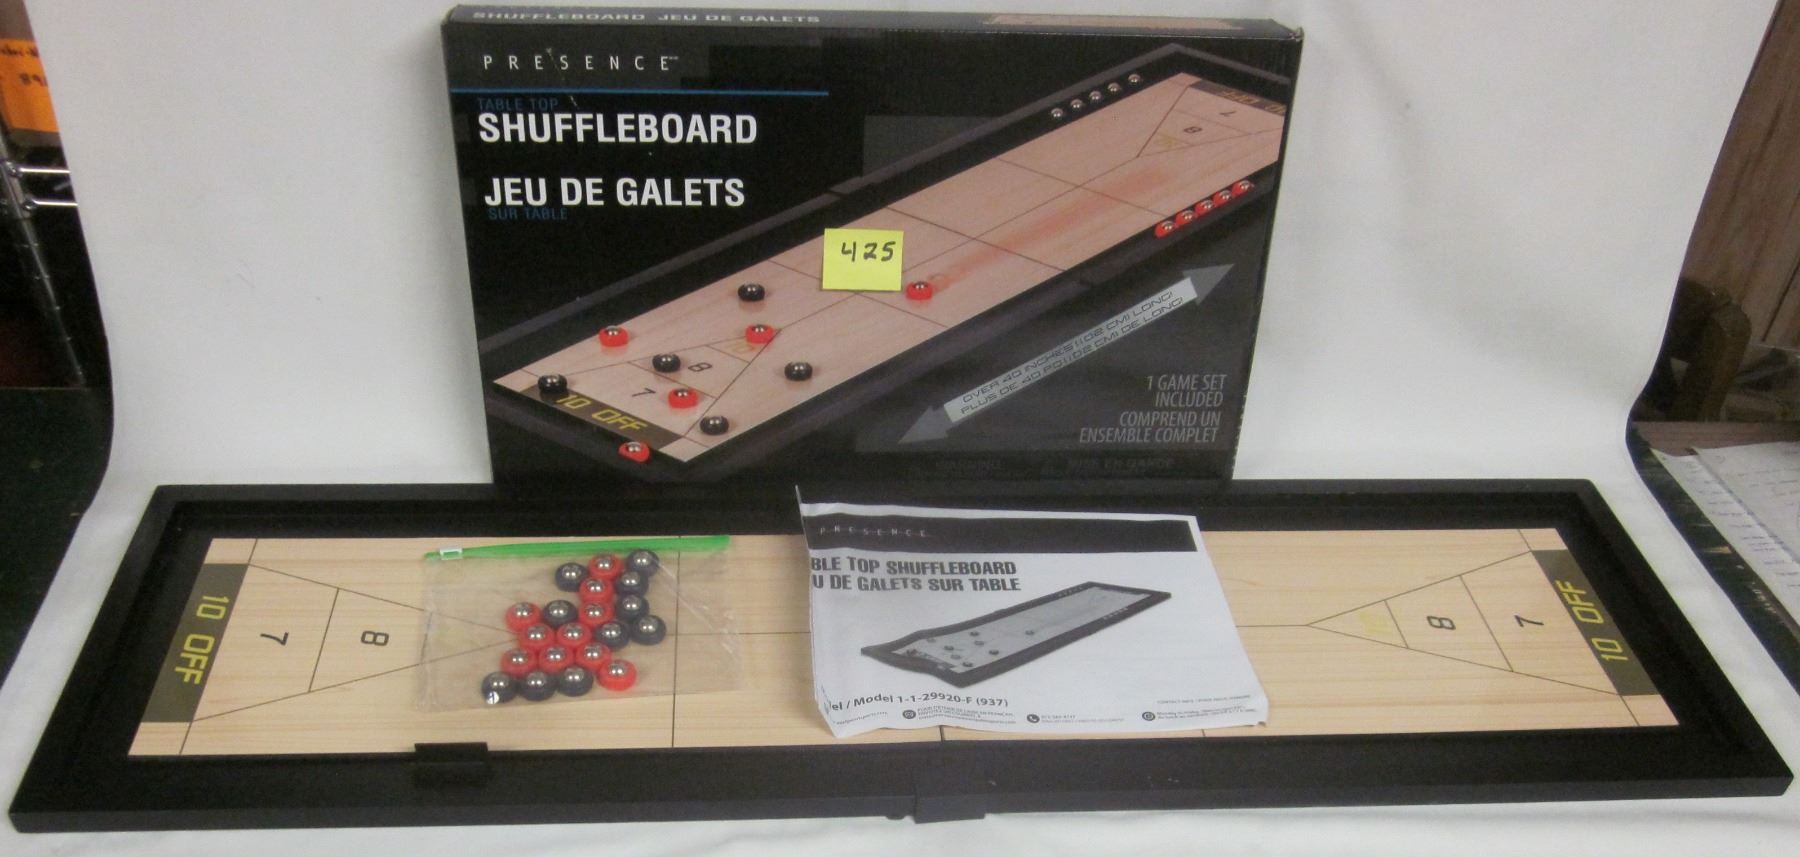 SHUFFLEBOARD JEU DE GALETS
PRESENCE
TABLE TOP
SHUFFLEBOARD
JEU DE GALETS
SUR TABLE
425
7
8
8
7
10 OFF
OVER 40 INCHES (102 CM) LONG!
PLUS DE 40 PO (102 CM) DE LONG!
1 GAME SET
INCLUDED
COMPREND UN
ENSEMBLE COMPLET
WARNING
PRESENCE
BLE TOP SHUFFLEBOARD
U DE GALETS SUR TABLE
el / Model 1-1-29920-F (937)
10 OFF
7
8
8
7
10 OFF